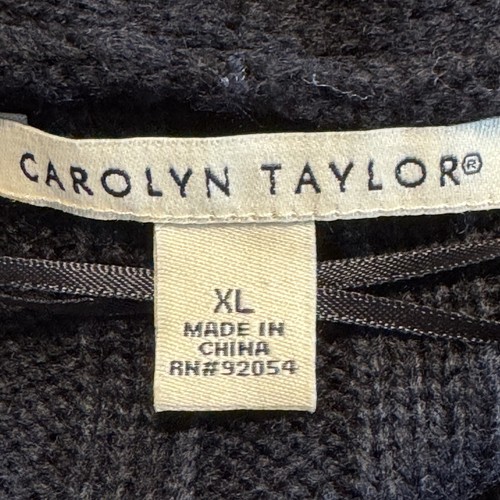 CAROLYN TAYLOR®
XL
MADE IN
CHINA
RN#92054